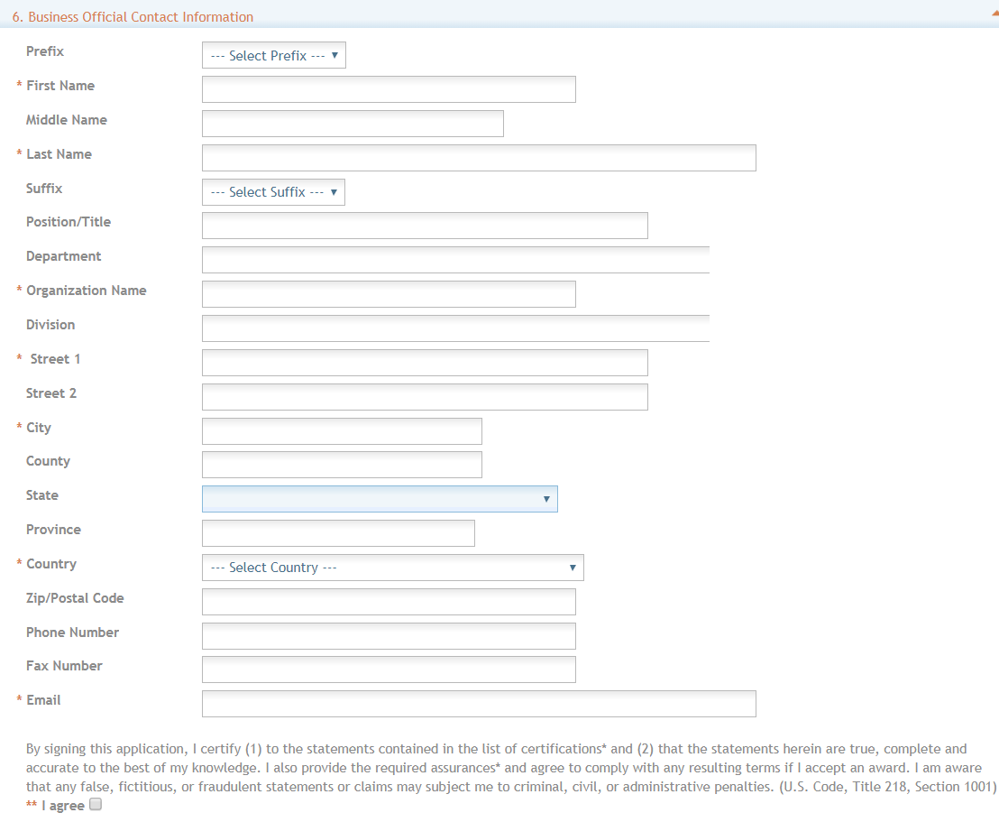 6. Business Official Contact Information
Prefix
--- Select Prefix ---
* First Name
Middle Name
* Last Name
Suffix
--- Select Suffix ---
Position/Title
Department
* Organization Name
Division
* Street 1
Street 2
* City
County
State
Province
* Country
--- Select Country ---
Zip/Postal Code
Phone Number
Fax Number
* Email
By signing this application, I certify (1) to the statements contained in the list of certifications* and (2) that the statements herein are true, complete and
accurate to the best of my knowledge. I also provide the required assurances* and agree to comply with any resulting terms if I accept an award. I am aware
that any false, fictitious, or fraudulent statements or claims may subject me to criminal, civil, or administrative penalties. (U.S. Code, Title 218, Section 1001)
** I agree